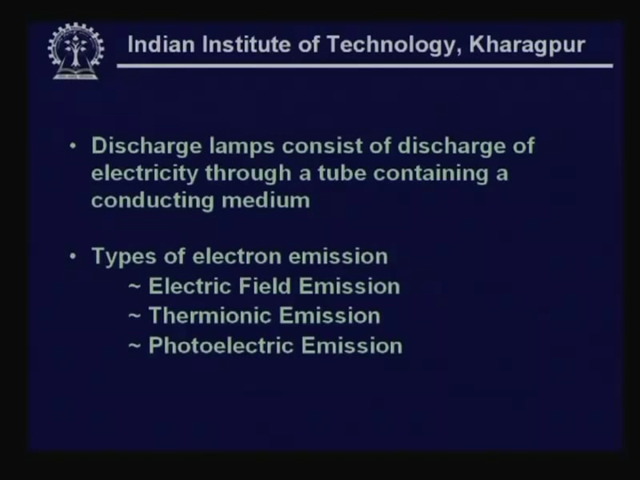 Indian Institute of Technology, Kharagpur
• Discharge lamps consist of discharge of
electricity through a tube containing a
conducting medium
• Types of electron emission
~ Electric Field Emission
~ Thermionic Emission
~ Photoelectric Emission